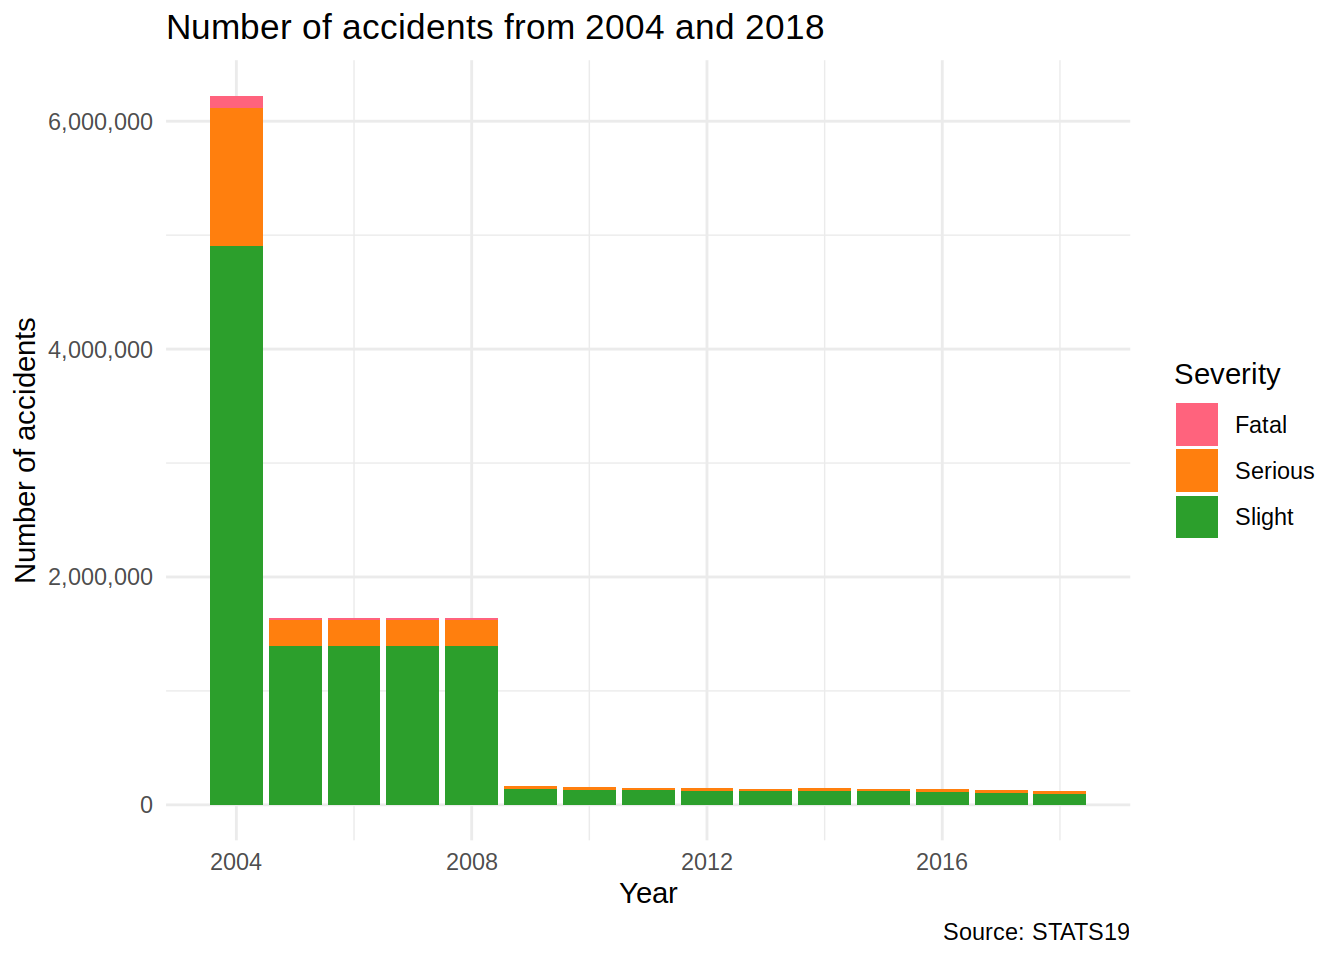 Number of accidents from 2004 and 2018
Number of accidents
6,000,000
4,000,000
2,000,000
0
2004 2008 2012 2016
Year
Severity
Fatal
Serious
Slight
Source: STATS19